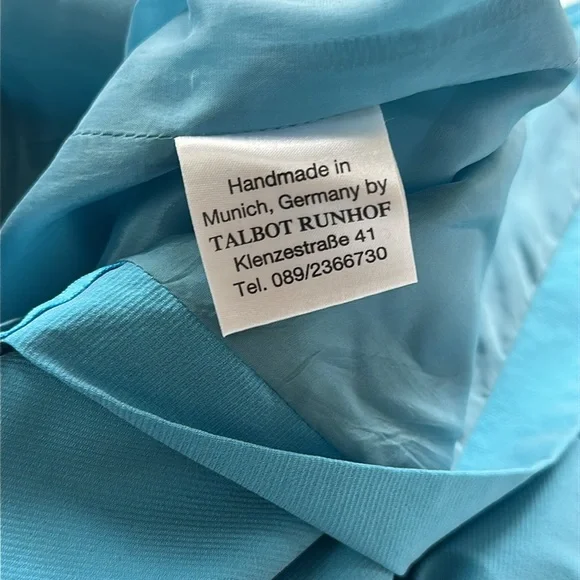 Handmade in
Munich, Germany by
TALBOT RUNHOF
Klenzestraße 41
Tel. 089/2366730